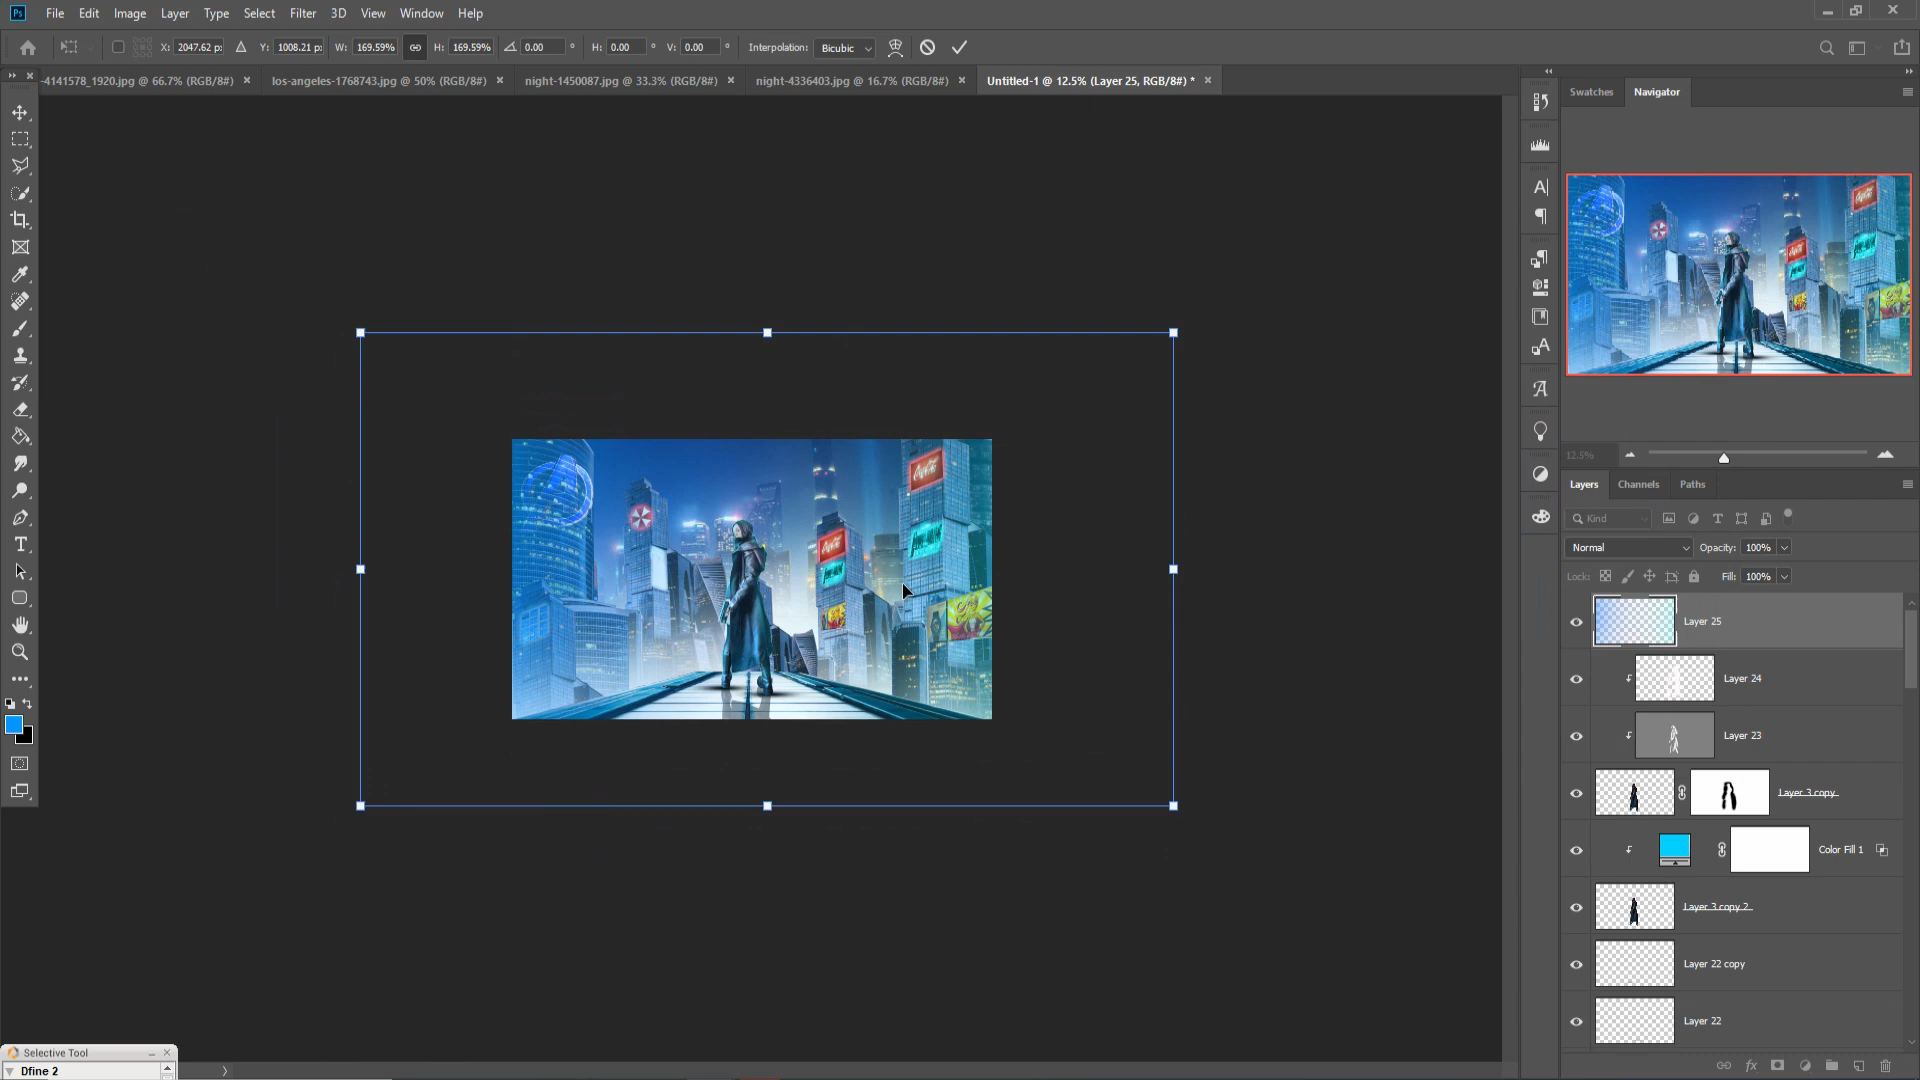 Ps File Edit Image Layer Type Select Filter 3D View Window Help
X: 2047.62 p: Y: 1008.21 p: W: 169.59% H: 169.59% 0.00 ° H: 0.00 ° V: 0.00 ° Interpolation: Bicubic
-4141578_1920.jpg @ 66.7% (RGB/8#) × los-angeles-1768743.jpg @ 50% (RGB/8#) × night-1450087.jpg @ 33.3% (RGB/8#) × night-4336403.jpg @ 16.7% (RGB/8#) × Untitled-1 @ 12.5% (Layer 25, RGB/8#) * ×
Swatches Navigator
12.5%
Layers Channels Paths
Kind
Normal Opacity: 100%
Lock: Fill: 100%
Layer 25
Layer 24
Layer 23
Layer 3 copy
Color Fill 1
Layer 3 copy 2
Layer 22 copy
Layer 22
Coca-Cola
Coca-Cola
Selective Tool
Dfine 2